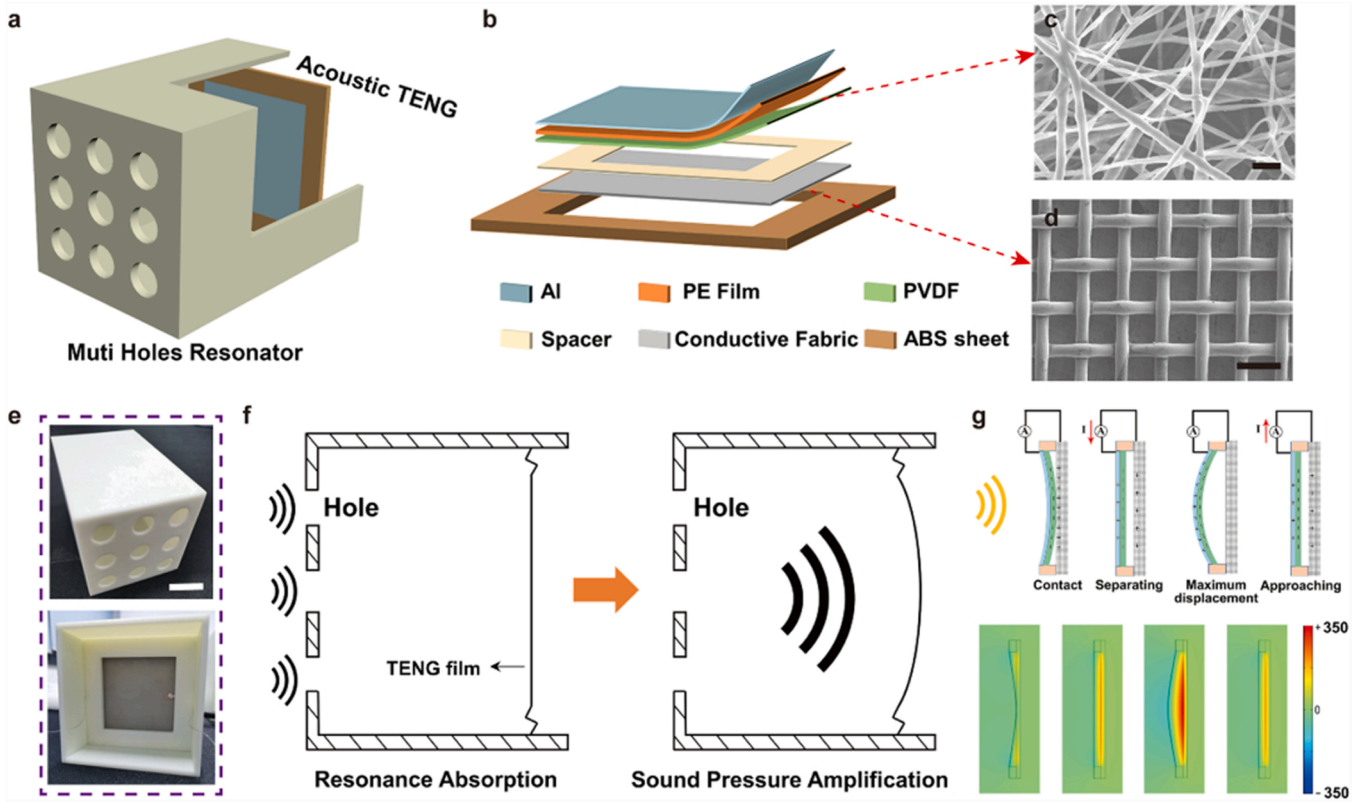 a
Acoustic TENG
Muti Holes Resonator
b
Al
PE Film
PVDF
Spacer
Conductive Fabric
ABS sheet
c
d
e
f
Hole
TENG film
Resonance Absorption
Hole
Sound Pressure Amplification
g
A
I
A
A
I
A
Contact
Separating
Maximum
displacement
Approaching
+ 350
0
- 350